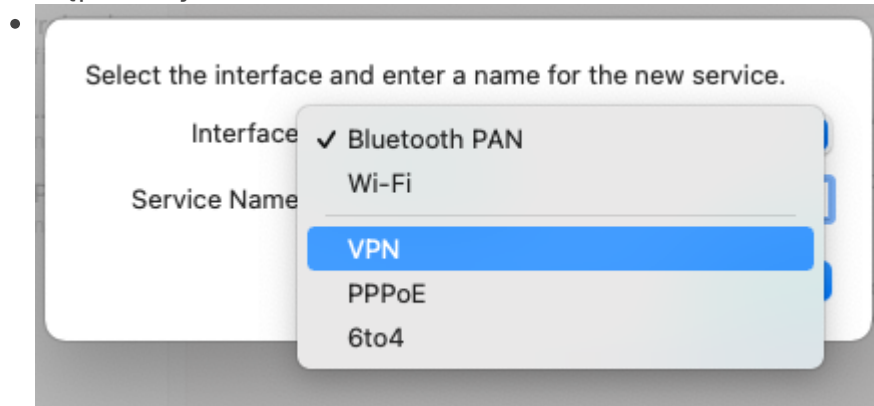 Select the interface and enter a name for the new service.
Interface
✓ Bluetooth PAN
Wi-Fi
Service Name
VPN
PPPoE
6to4